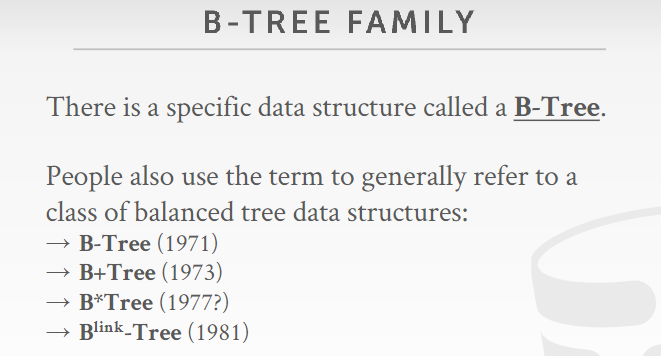 B-TREE FAMILY
There is a specific data structure called a B-Tree.
People also use the term to generally refer to a
class of balanced tree data structures:
→ B-Tree (1971)
→ B+Tree (1973)
→ B*Tree (1977?)
→ Blink-Tree (1981)